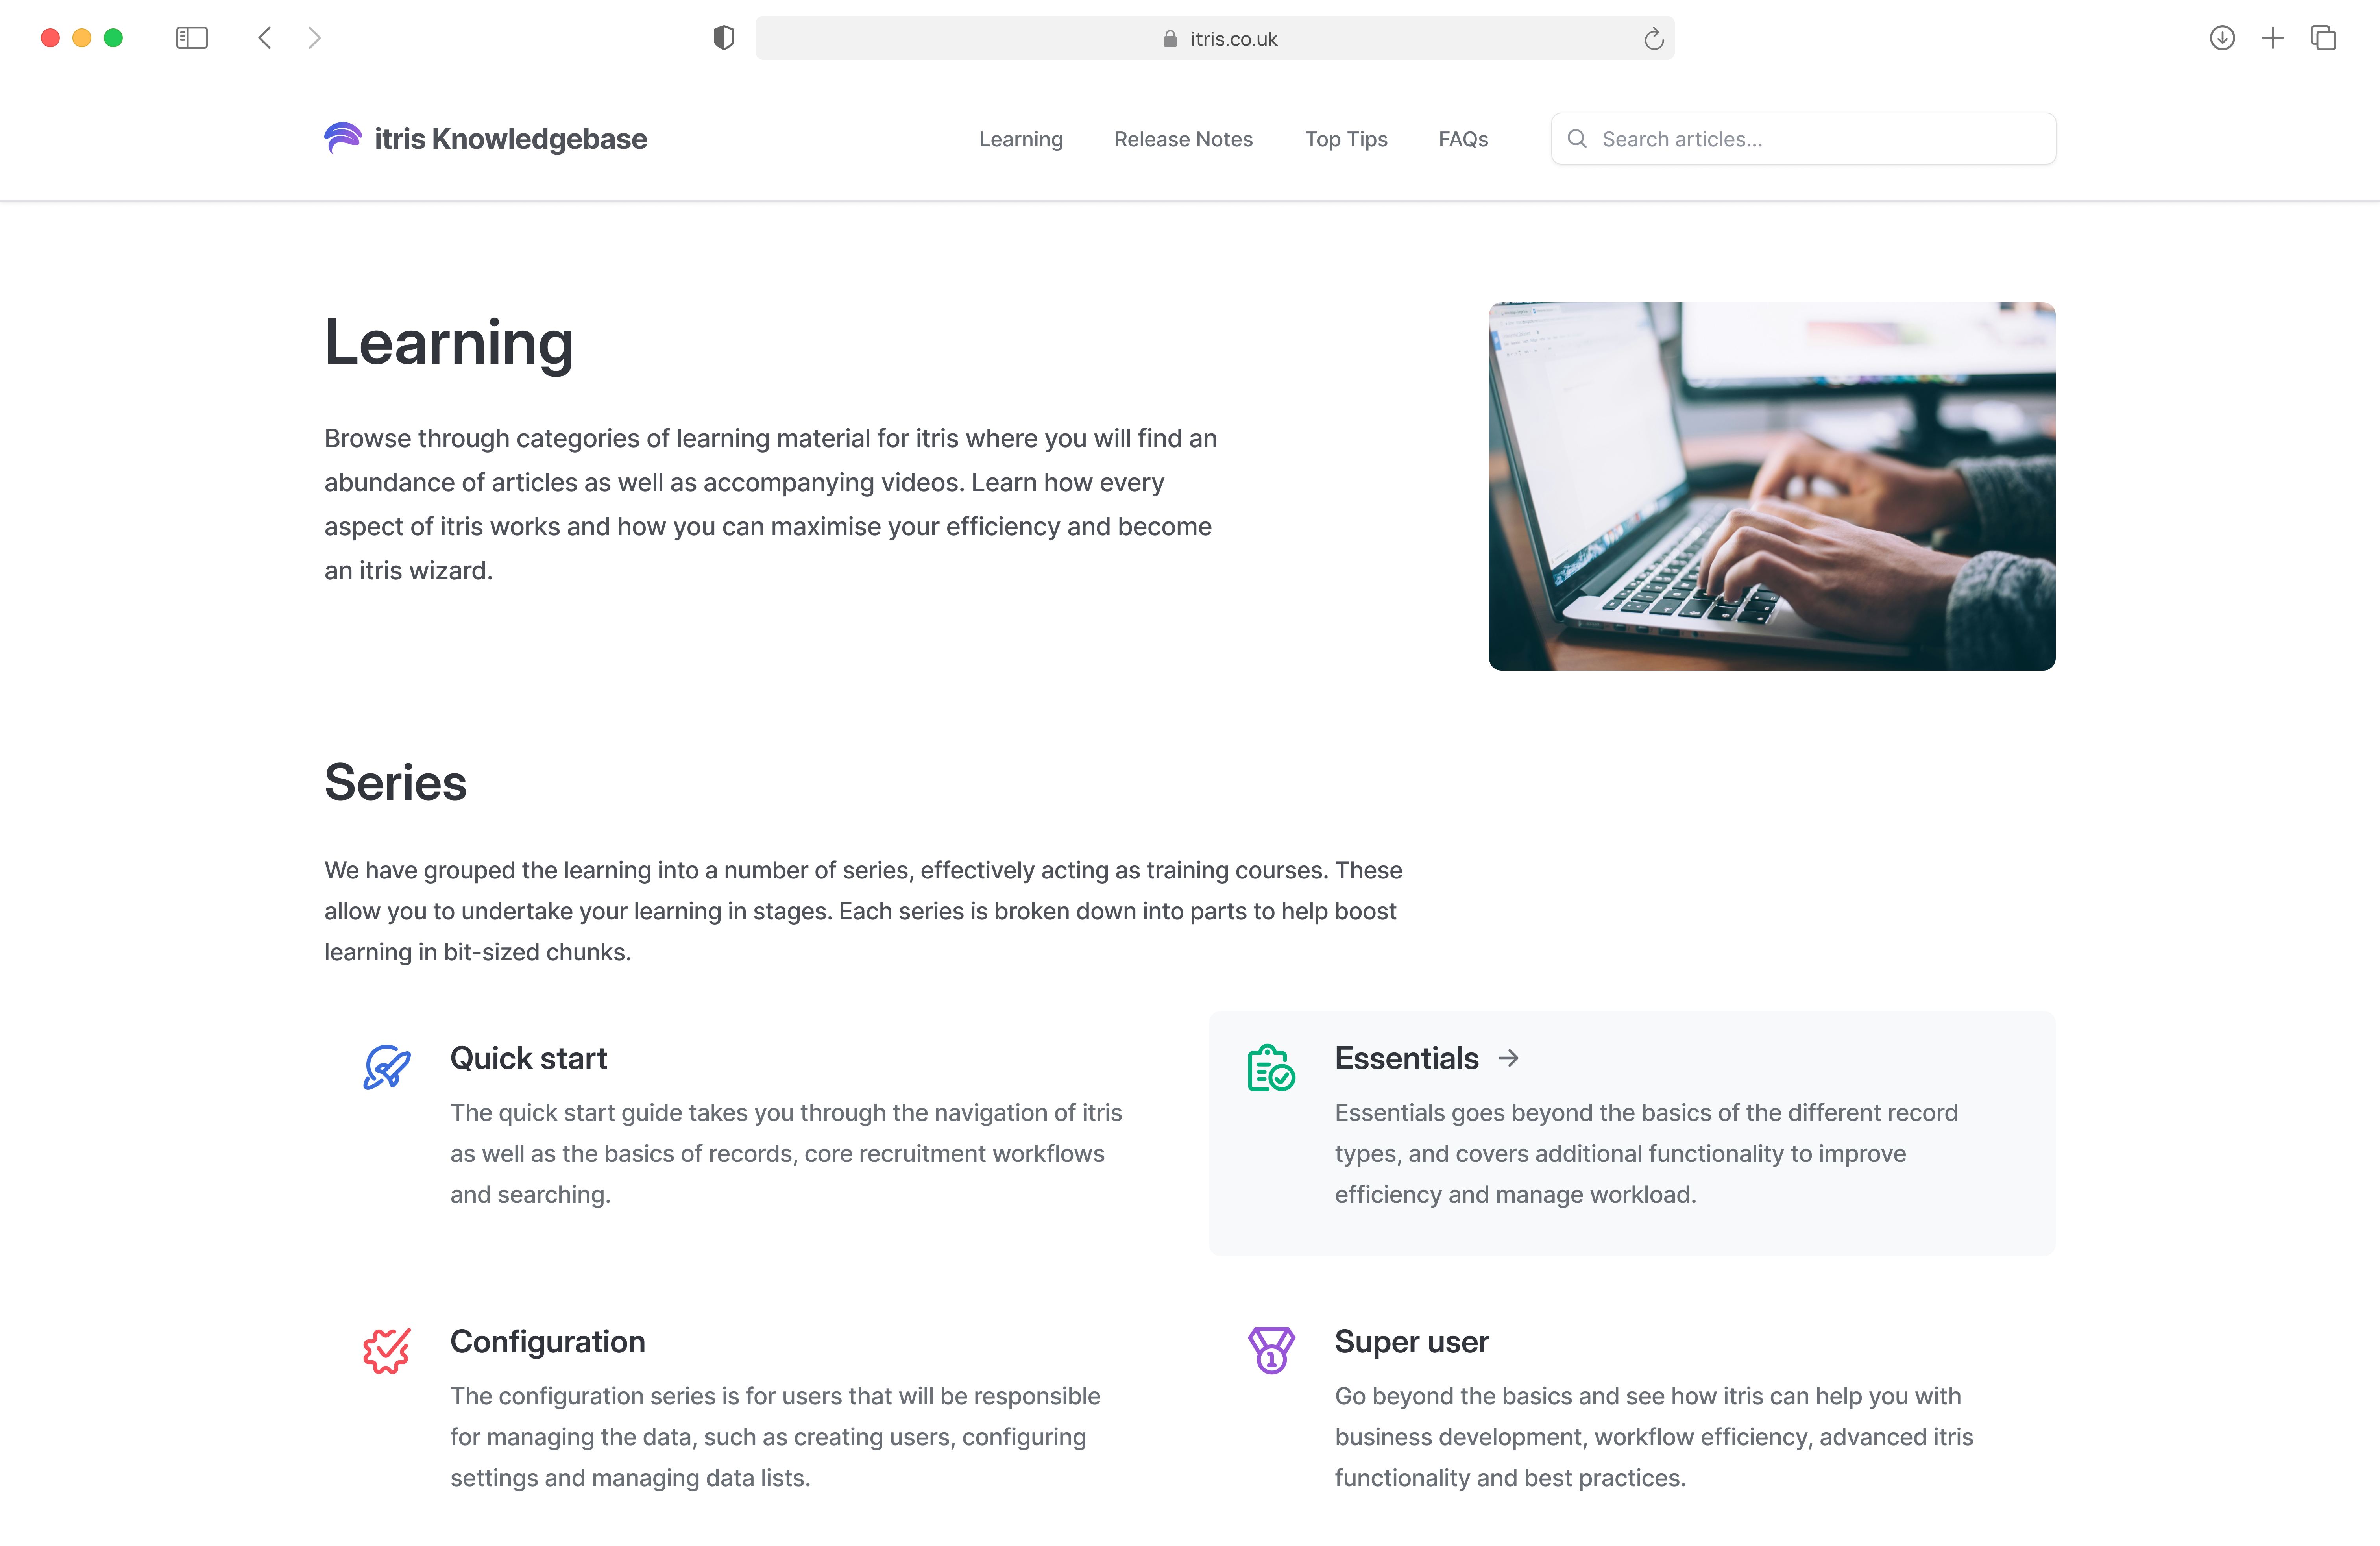 itris.co.uk
itris Knowledgebase
Learning
Release Notes
Top Tips
FAQs
Search articles...
Learning
Browse through categories of learning material for itris where you will find an
abundance of articles as well as accompanying videos. Learn how every
aspect of itris works and how you can maximise your efficiency and become
an itris wizard.
Series
We have grouped the learning into a number of series, effectively acting as training courses. These
allow you to undertake your learning in stages. Each series is broken down into parts to help boost
learning in bit-sized chunks.
Quick start
The quick start guide takes you through the navigation of itris
as well as the basics of records, core recruitment workflows
and searching.
Essentials →
Essentials goes beyond the basics of the different record
types, and covers additional functionality to improve
efficiency and manage workload.
Configuration
The configuration series is for users that will be responsible
for managing the data, such as creating users, configuring
settings and managing data lists.
1
Super user
Go beyond the basics and see how itris can help you with
business development, workflow efficiency, advanced itris
functionality and best practices.